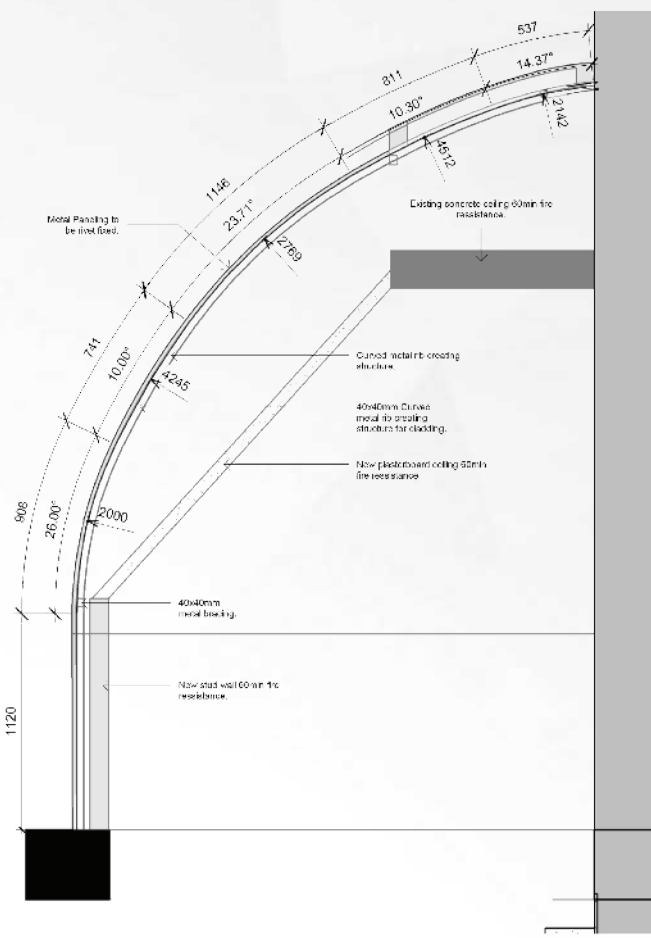 537
14.37°
811
10.30°
2142
4512
1146
23.71°
Existing concrete ceiling 60min fire
ressistance.
Metal Paneling to
be rivet fixed.
2769
741
10.00°
Curved metal rib creating
structure.
4245
40x40mm Curved
metal rib creating
structure for cladding.
New plasterboard ceiling 60min
fire ressistance
908
26.00°
2000
40x40mm
metal bracing.
New stud wall 60min fire
ressistance.
1120